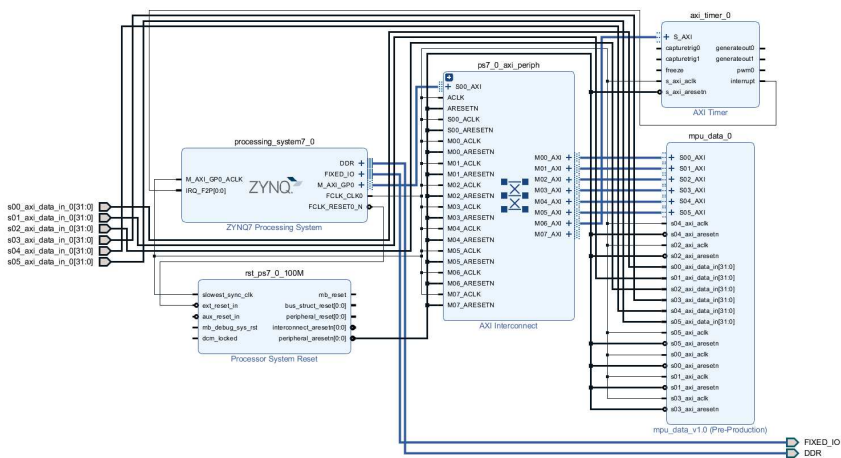 axi_timer_0
S_AXI
capturetrig0
capturetrig1
freeze
s_axi_aclk
s_axi_aresetn
generateout0
generateout1
pwm0
interrupt
AXI Timer
ps7_0_axi_periph
S00_AXI
ACLK
ARESETN
S00_ACLK
S00_ARESETN
M00_ACLK
M00_ARESETN
M01_ACLK
M01_ARESETN
M02_ACLK
M02_ARESETN
M03_ACLK
M03_ARESETN
M04_ACLK
M04_ARESETN
M05_ACLK
M05_ARESETN
M06_ACLK
M06_ARESETN
M07_ACLK
M07_ARESETN
M00_AXI
M01_AXI
M02_AXI
M03_AXI
M04_AXI
M05_AXI
M06_AXI
M07_AXI
AXI Interconnect
processing_system7_0
M_AXI_GP0_ACLK
IRQ_F2P[0:0]
ZYNQ
DDR
FIXED_IO
M_AXI_GP0
FCLK_CLK0
FCLK_RESET0_N
ZYNQ7 Processing System
s00_axi_data_in_0[31:0]
s01_axi_data_in_0[31:0]
s02_axi_data_in_0[31:0]
s03_axi_data_in_0[31:0]
s04_axi_data_in_0[31:0]
s05_axi_data_in_0[31:0]
rst_ps7_0_100M
slowest_sync_clk
ext_reset_in
aux_reset_in
mb_debug_sys_rst
dcm_locked
mb_reset
bus_struct_reset[0:0]
peripheral_reset[0:0]
interconnect_aresetn[0:0]
peripheral_aresetn[0:0]
Processor System Reset
mpu_data_0
S00_AXI
S01_AXI
S02_AXI
S03_AXI
S04_AXI
S05_AXI
s04_axi_aclk
s04_axi_aresetn
s02_axi_aclk
s02_axi_aresetn
s00_axi_data_in[31:0]
s01_axi_data_in[31:0]
s02_axi_data_in[31:0]
s03_axi_data_in[31:0]
s04_axi_data_in[31:0]
s05_axi_data_in[31:0]
s05_axi_aclk
s05_axi_aresetn
s00_axi_aclk
s00_axi_aresetn
s01_axi_aclk
s01_axi_aresetn
s03_axi_aclk
s03_axi_aresetn
mpu_data_v1.0 (Pre-Production)
FIXED_IO
DDR